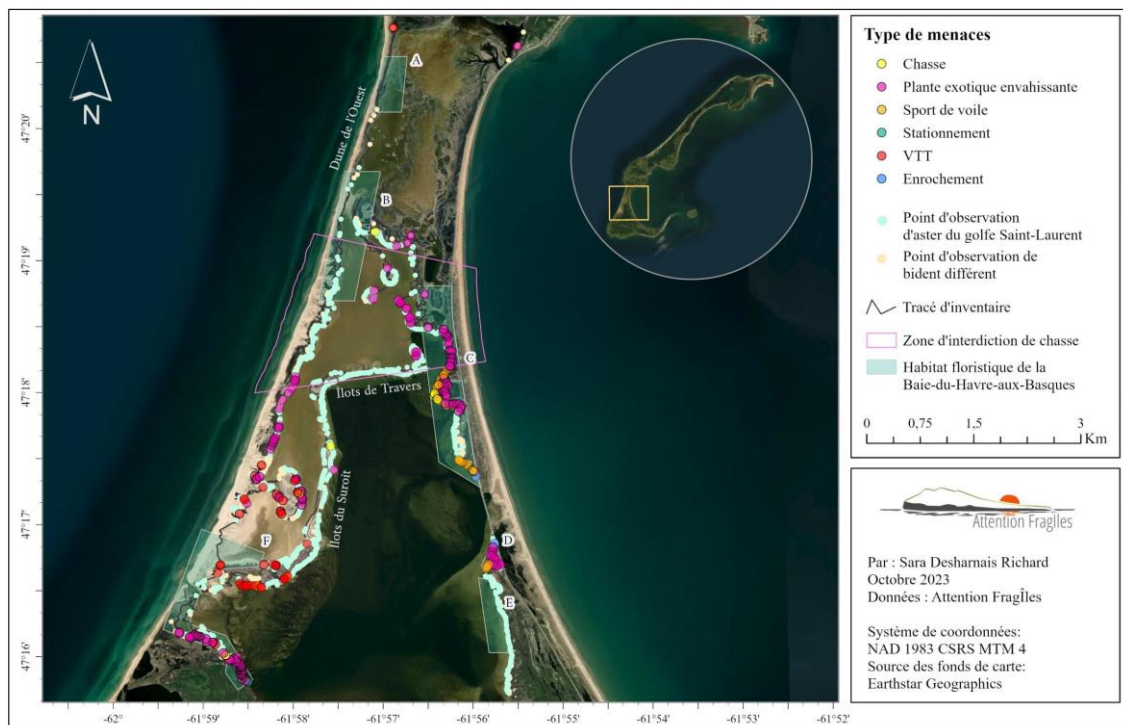 N
Dune de l'Ouest
A
B
C
Îlots de Travers
Îlots du Suroît
D
E
F
47°20'
47°19'
47°18'
47°17'
47°16'
-62°
-61°59'
-61°58'
-61°57'
-61°56'
-61°55'
-61°54'
-61°53'
-61°52'
Type de menaces
Chasse
Plante exotique envahissante
Sport de voile
Stationnement
VTT
Enrochement
Point d'observation
d'aster du golfe Saint-Laurent
Point d'observation de
bident différent
Tracé d'inventaire
Zone d'interdiction de chasse
Habitat floristique de la
Baie-du-Havre-aux-Basques
0 0,75 1,5 3
Km
Attention FragIles
Par : Sara Desharnais Richard
Octobre 2023
Données : Attention FragÎles
Système de coordonnées:
NAD 1983 CSRS MTM 4
Source des fonds de carte:
Earthstar Geographics